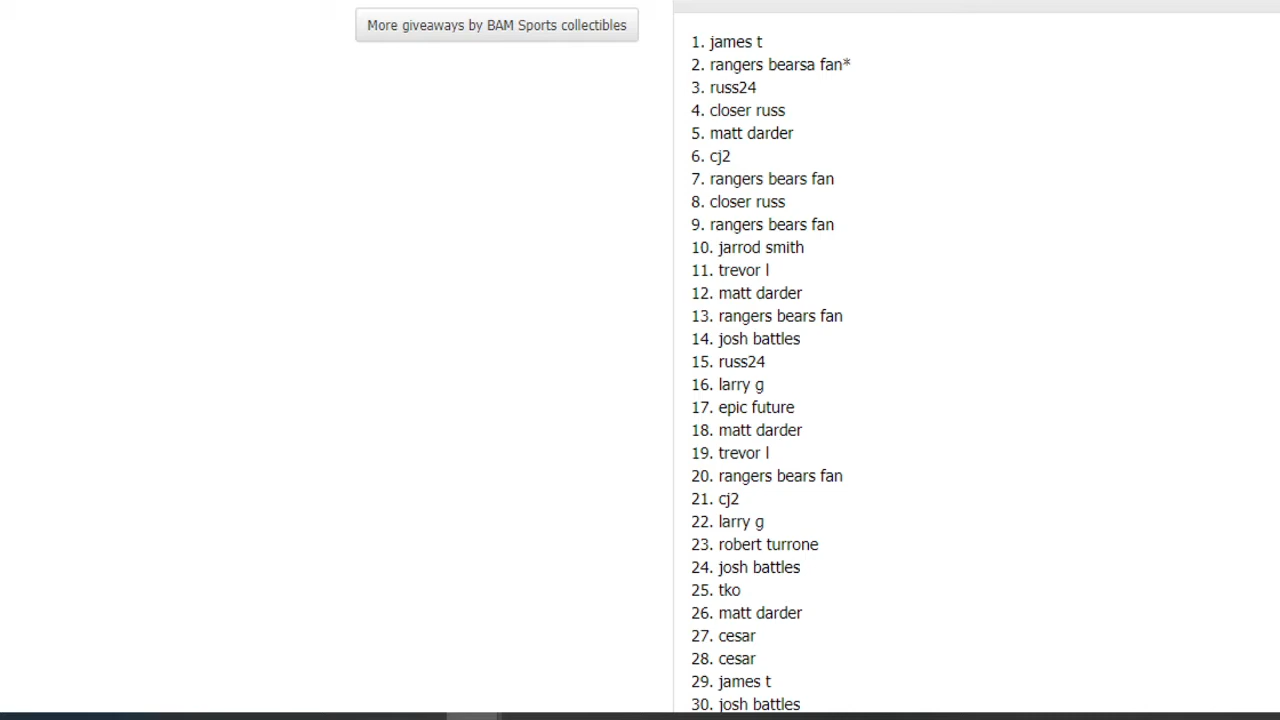 More giveaways by BAM Sports collectibles
1. james t
2. rangers bearsa fan*
3. russ24
4. closer russ
5. matt darder
6. cj2
7. rangers bears fan
8. closer russ
9. rangers bears fan
10. jarrod smith
11. trevor l
12. matt darder
13. rangers bears fan
14. josh battles
15. russ24
16. larry g
17. epic future
18. matt darder
19. trevor l
20. rangers bears fan
21. cj2
22. larry g
23. robert turrone
24. josh battles
25. tko
26. matt darder
27. cesar
28. cesar
29. james t
30. josh battles